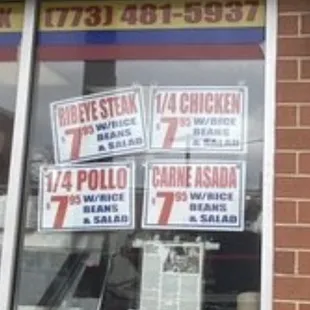 K (773) 481-5937
RIBEYE STEAK
$7.95 W/RICE
BEANS
& SALAD
1/4 CHICKEN
$7.95 W/RICE
BEANS
& SALAD
1/4 POLLO
$7.95 W/RICE
BEANS
& SALAD
CARNE ASADA
$7.95 W/RICE
BEANS
& SALAD